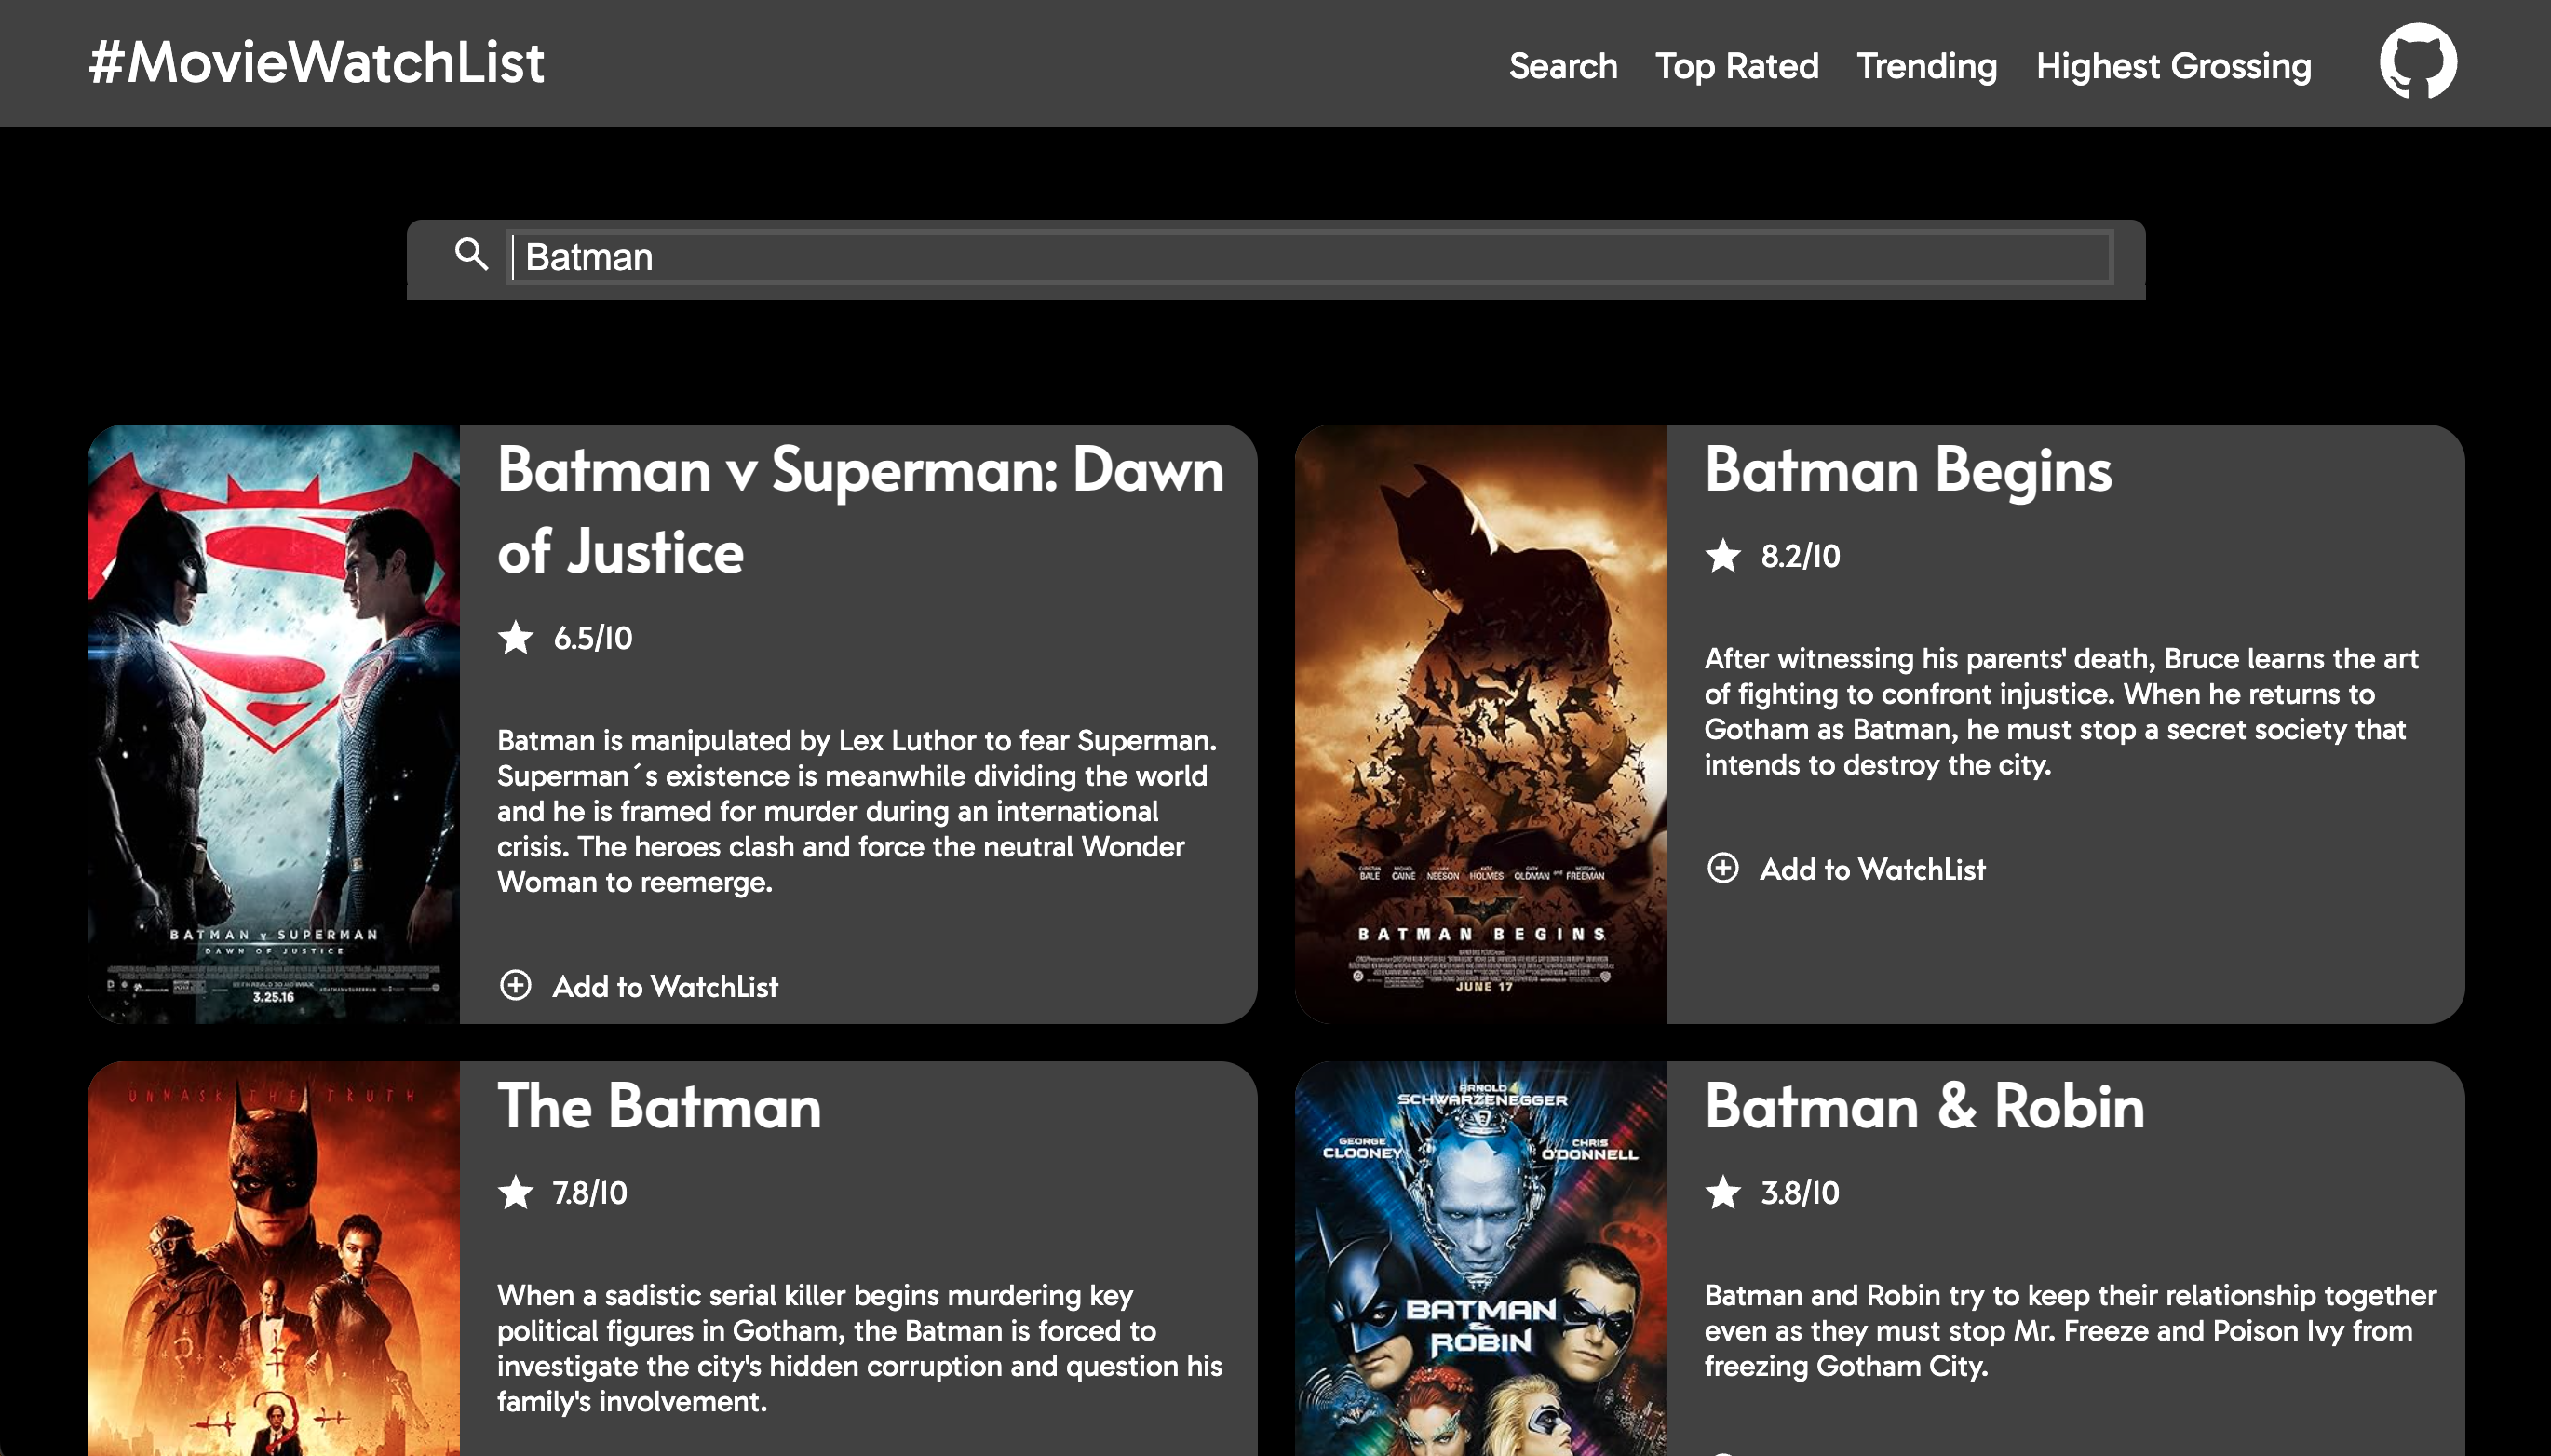 #MovieWatchList
Search Top Rated Trending Highest Grossing
Batman
Batman v Superman: Dawn
of Justice
6.5/10
Batman is manipulated by Lex Luthor to fear Superman.
Superman´s existence is meanwhile dividing the world
and he is framed for murder during an international
crisis. The heroes clash and force the neutral Wonder
Woman to reemerge.
Add to WatchList
BATMAN v SUPERMAN
DAWN OF JUSTICE
3.25.16
Batman Begins
8.2/10
After witnessing his parents' death, Bruce learns the art
of fighting to confront injustice. When he returns to
Gotham as Batman, he must stop a secret society that
intends to destroy the city.
Add to WatchList
BALE CAINE NEESON HOLMES OLDMAN and FREEMAN
BATMAN BEGINS
JUNE 17
UNMASK THE TRUTH
The Batman
7.8/10
When a sadistic serial killer begins murdering key
political figures in Gotham, the Batman is forced to
investigate the city's hidden corruption and question his
family's involvement.
ARNOLD
SCHWARZENEGGER
GEORGE
CLOONEY
CHRIS
O'DONNELL
BATMAN
&
ROBIN
Batman & Robin
3.8/10
Batman and Robin try to keep their relationship together
even as they must stop Mr. Freeze and Poison Ivy from
freezing Gotham City.